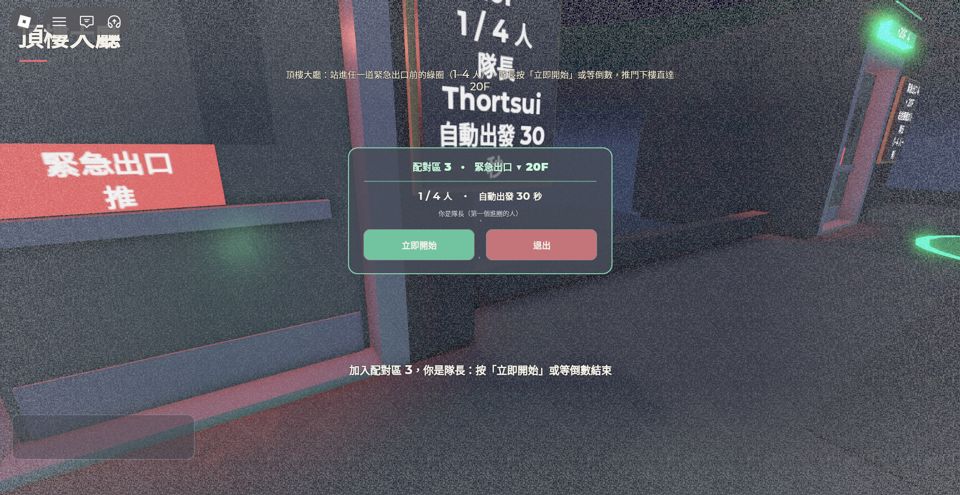 頂樓大廳
頂樓大廳：站進任一道緊急出口前的綠圈（1–4 人）
按「立即開始」或等倒數，推門下樓直達
20F
1 / 4 人
隊長
Thortsui
自動出發 30
秒
緊急出口
推
配對區 3 • 緊急出口 ▼ 20F
1 / 4 人 • 自動出發 30 秒
你是隊長（第一個進圈的人）
立即開始
退出
加入配對區 3，你是隊長：按「立即開始」或等倒數結束